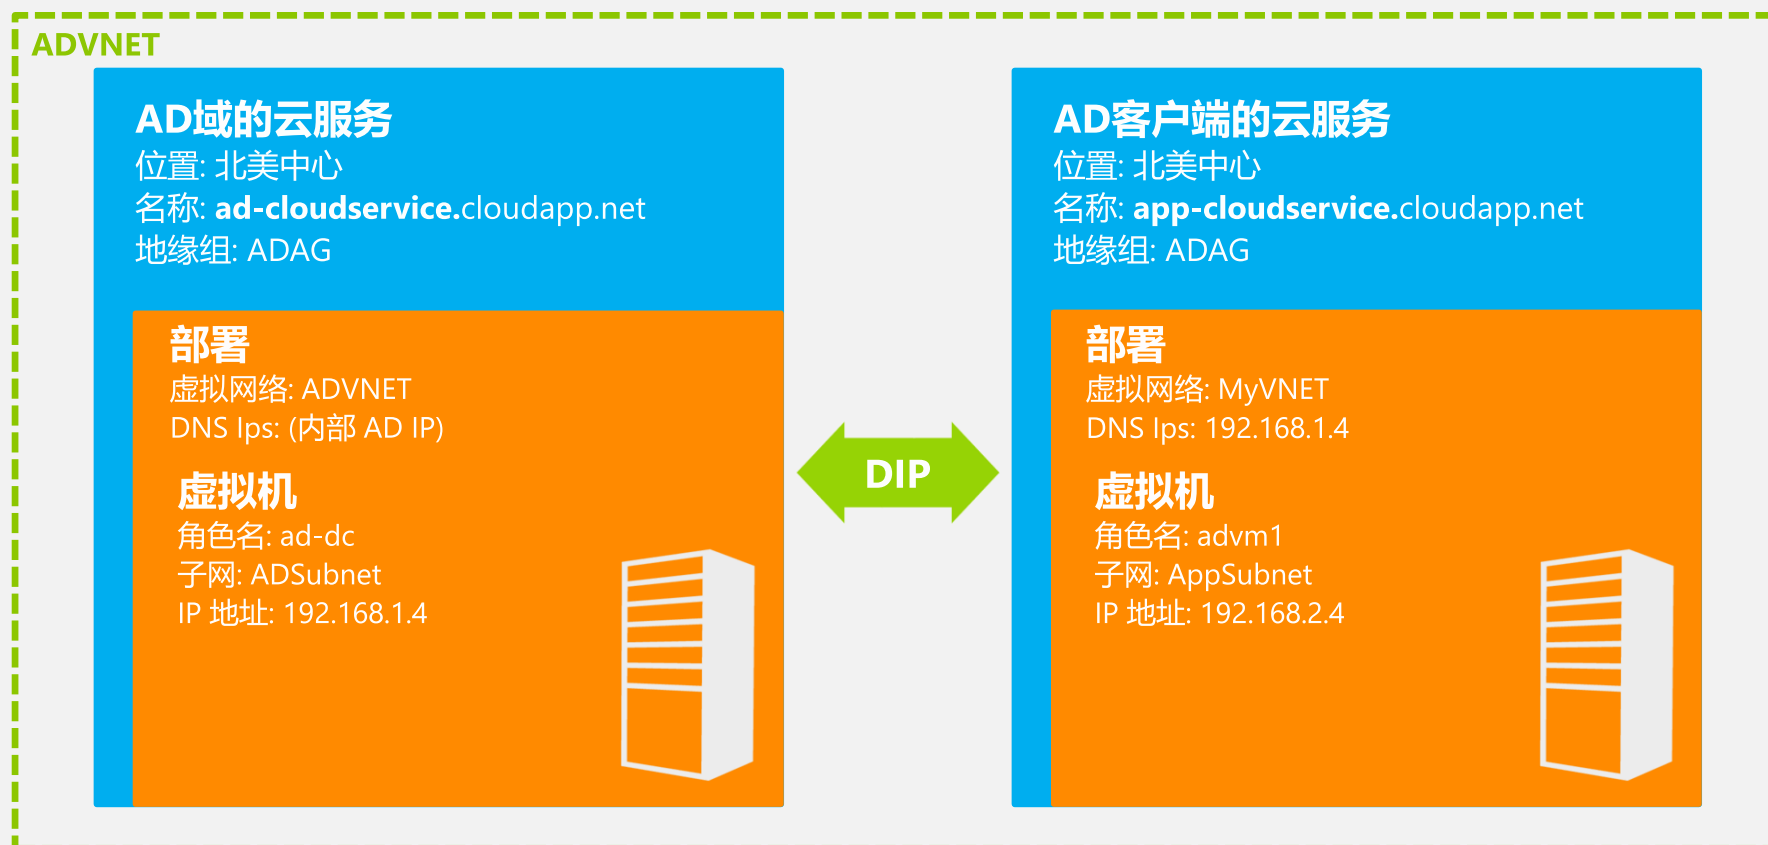 ADVNET
AD域的云服务
位置: 北美中心
名称: ad-cloudservice.cloudapp.net
地缘组: ADAG
部署
虚拟网络: ADVNET
DNS Ips: (内部 AD IP)
虚拟机
角色名: ad-dc
子网: ADSubnet
IP 地址: 192.168.1.4
DIP
AD客户端的云服务
位置: 北美中心
名称: app-cloudservice.cloudapp.net
地缘组: ADAG
部署
虚拟网络: MyVNET
DNS Ips: 192.168.1.4
虚拟机
角色名: advm1
子网: AppSubnet
IP 地址: 192.168.2.4